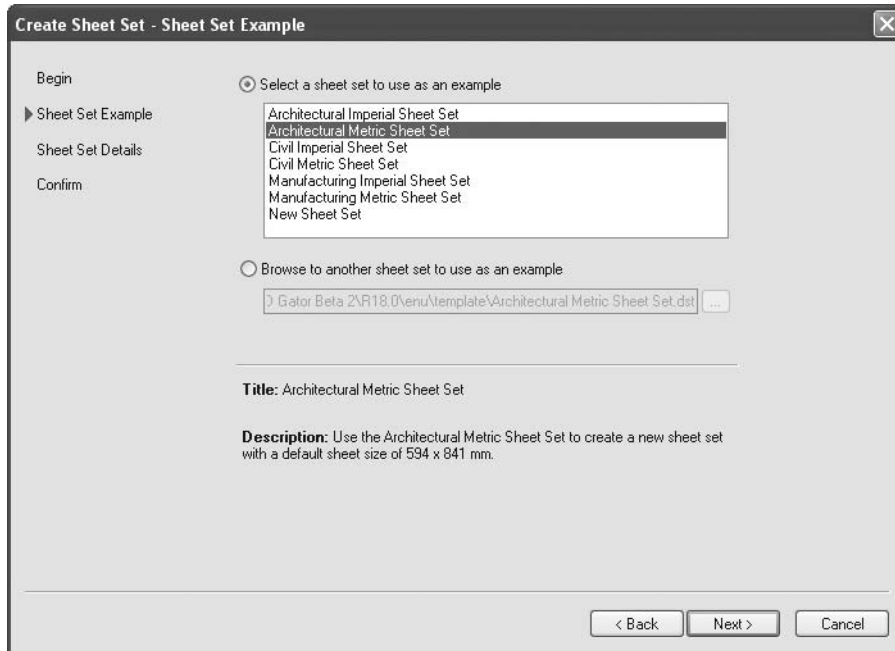 Create Sheet Set - Sheet Set Example
Begin
Sheet Set Example
Sheet Set Details
Confirm
Select a sheet set to use as an example
Architectural Imperial Sheet Set
Architectural Metric Sheet Set
Civil Imperial Sheet Set
Civil Metric Sheet Set
Manufacturing Imperial Sheet Set
Manufacturing Metric Sheet Set
New Sheet Set
Browse to another sheet set to use as an example
Gator Beta 2\R18.0\enu\template\Architectural Metric Sheet Set.dst
...
Title: Architectural Metric Sheet Set
Description: Use the Architectural Metric Sheet Set to create a new sheet set
with a default sheet size of 594 x 841 mm.
< Back
Next >
Cancel